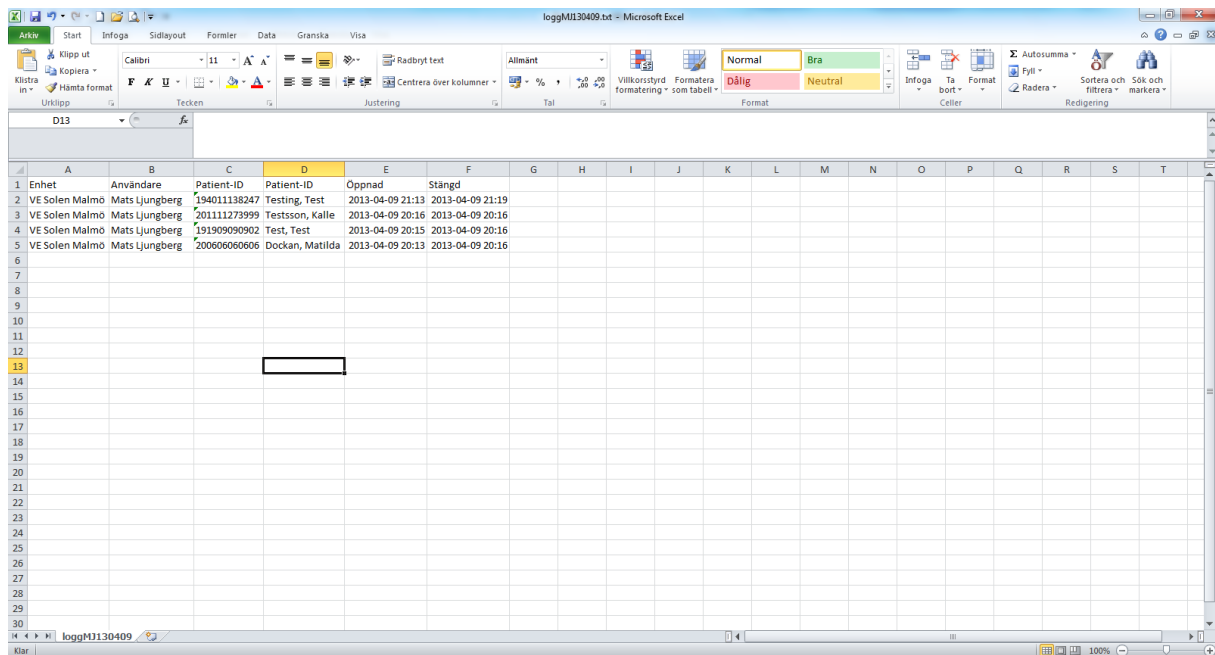 loggMJ130409.txt - Microsoft Excel
Arkiv Start Infoga Sidlayout Formler Data Granska Visa
Klistra in
Klipp ut
Kopiera
Hämta format
Urklipp
Calibri 11
F K U
Tecken
Radbryt text
Centrera över kolumner
Justering
Allmänt
Tal
Villkorsstyrd formatering
Formatera som tabell
Normal Bra
Dålig Neutral
Format
Infoga Ta bort Format
Celler
Σ Autosumma
Fyll
Radera
Sortera och filtrera
Sök och markera
Redigering
D13 fx
A B C D E F G H I J K L M N O P Q R S T
1 Enhet Användare Patient-ID Patient-ID Öppnad Stängd
2 VE Solen Malmö Mats Ljungberg 194011138247 Testing, Test 2013-04-09 21:13 2013-04-09 21:19
3 VE Solen Malmö Mats Ljungberg 201111273999 Testsson, Kalle 2013-04-09 20:16 2013-04-09 20:16
4 VE Solen Malmö Mats Ljungberg 191909090902 Test, Test 2013-04-09 20:15 2013-04-09 20:16
5 VE Solen Malmö Mats Ljungberg 200606060606 Dockan, Matilda 2013-04-09 20:13 2013-04-09 20:16
6
7
8
9
10
11
12
13
14
15
16
17
18
19
20
21
22
23
24
25
26
27
28
29
30
loggMJ130409
Klar 100%